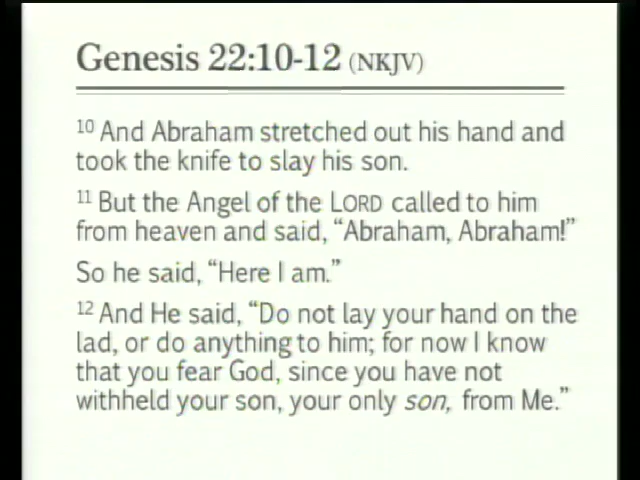 Genesis 22:10-12 (NKJV)
10 And Abraham stretched out his hand and
took the knife to slay his son.
11 But the Angel of the LORD called to him
from heaven and said, “Abraham, Abraham!”
So he said, “Here I am.”
12 And He said, “Do not lay your hand on the
lad, or do anything to him; for now I know
that you fear God, since you have not
withheld your son, your only son, from Me.”